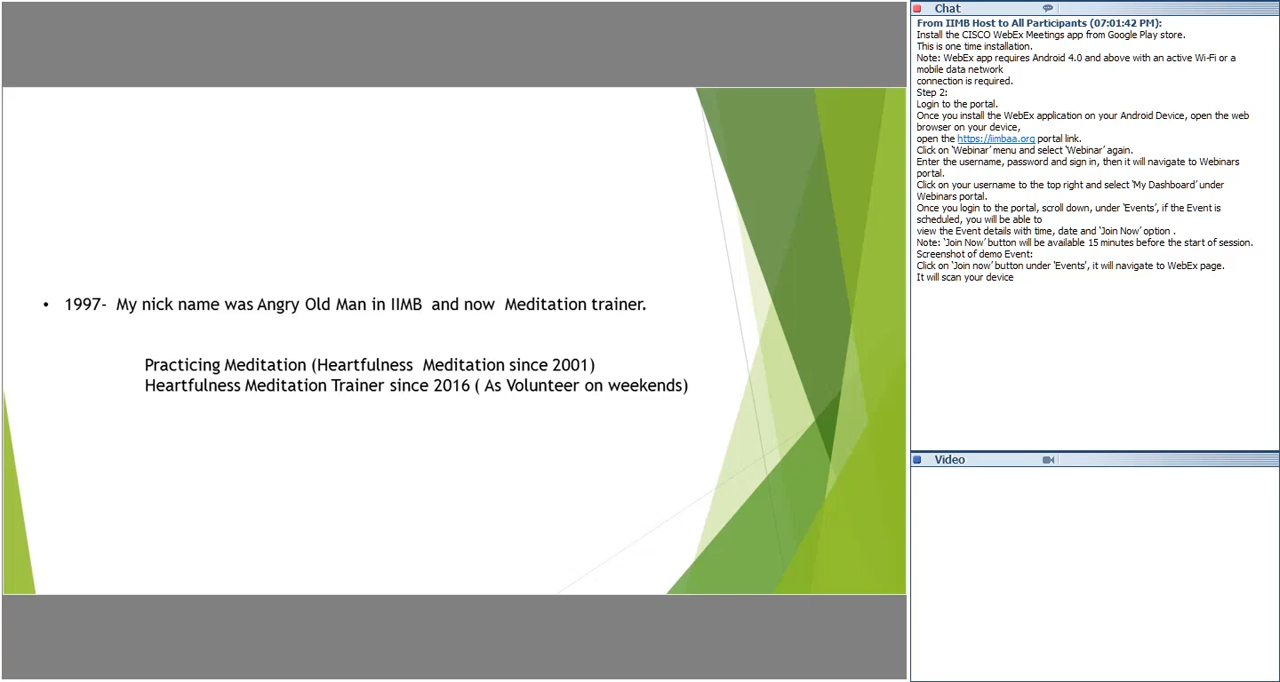 • 1997- My nick name was Angry Old Man in IIMB and now Meditation trainer.
Practicing Meditation (Heartfulness Meditation since 2001)
Heartfulness Meditation Trainer since 2016 ( As Volunteer on weekends)
Chat
From IIMB Host to All Participants (07:01:42 PM):
Install the CISCO WebEx Meetings app from Google Play store.
This is one time installation.
Note: WebEx app requires Android 4.0 and above with an active Wi-Fi or a
mobile data network
connection is required.
Step 2:
Login to the portal.
Once you install the WebEx application on your Android Device, open the web
browser on your device,
open the https://iimbaa.org portal link.
Click on 'Webinar' menu and select 'Webinar' again.
Enter the username, password and sign in, then it will navigate to Webinars
portal.
Click on your username to the top right and select 'My Dashboard' under
Webinars portal.
Once you login to the portal, scroll down, under 'Events', if the Event is
scheduled, you will be able to
view the Event details with time, date and 'Join Now' option .
Note: 'Join Now' button will be available 15 minutes before the start of session.
Screenshot of demo Event:
Click on 'Join now' button under 'Events', it will navigate to WebEx page.
It will scan your device
Video